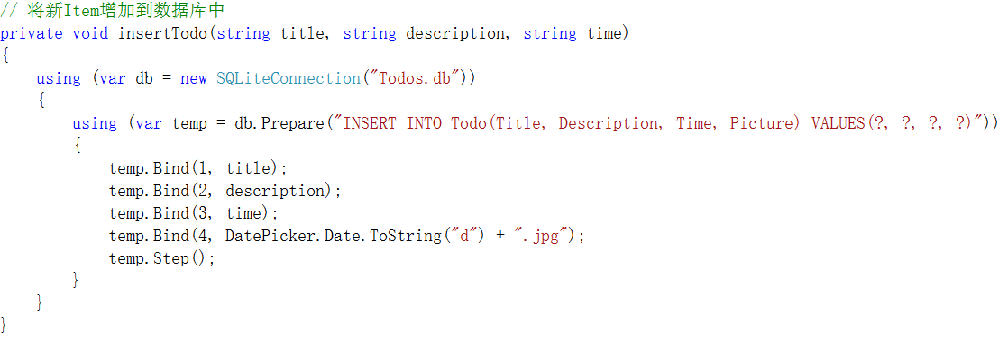 // 将新Item增加到数据库中
private void insertTodo(string title, string description, string time)
{
    using (var db = new SQLiteConnection("Todos.db"))
    {
        using (var temp = db.Prepare("INSERT INTO Todo(Title, Description, Time, Picture) VALUES(?, ?, ?, ?)"))
        {
            temp.Bind(1, title);
            temp.Bind(2, description);
            temp.Bind(3, time);
            temp.Bind(4, DatePicker.Date.ToString("d") + ".jpg");
            temp.Step();
        }
    }
}